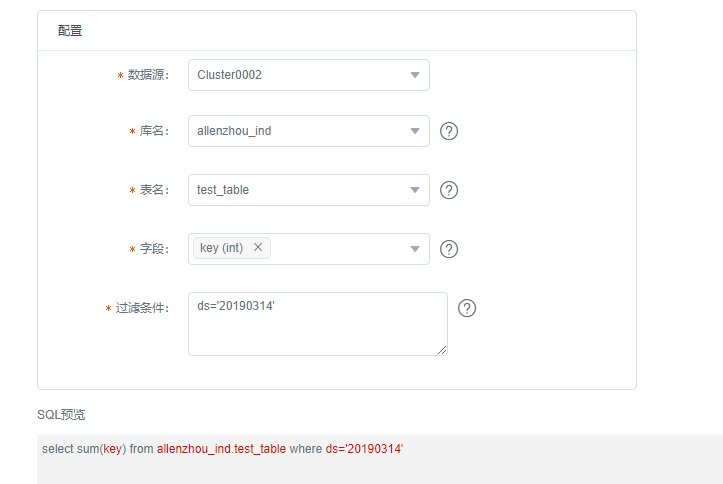 配置
* 数据源: Cluster0002
* 库名: allenzhou_ind ?
* 表名: test_table ?
* 字段: key (int) × ?
* 过滤条件: ds='20190314' ?
SQL预览
select sum(key) from allenzhou_ind.test_table where ds='20190314'